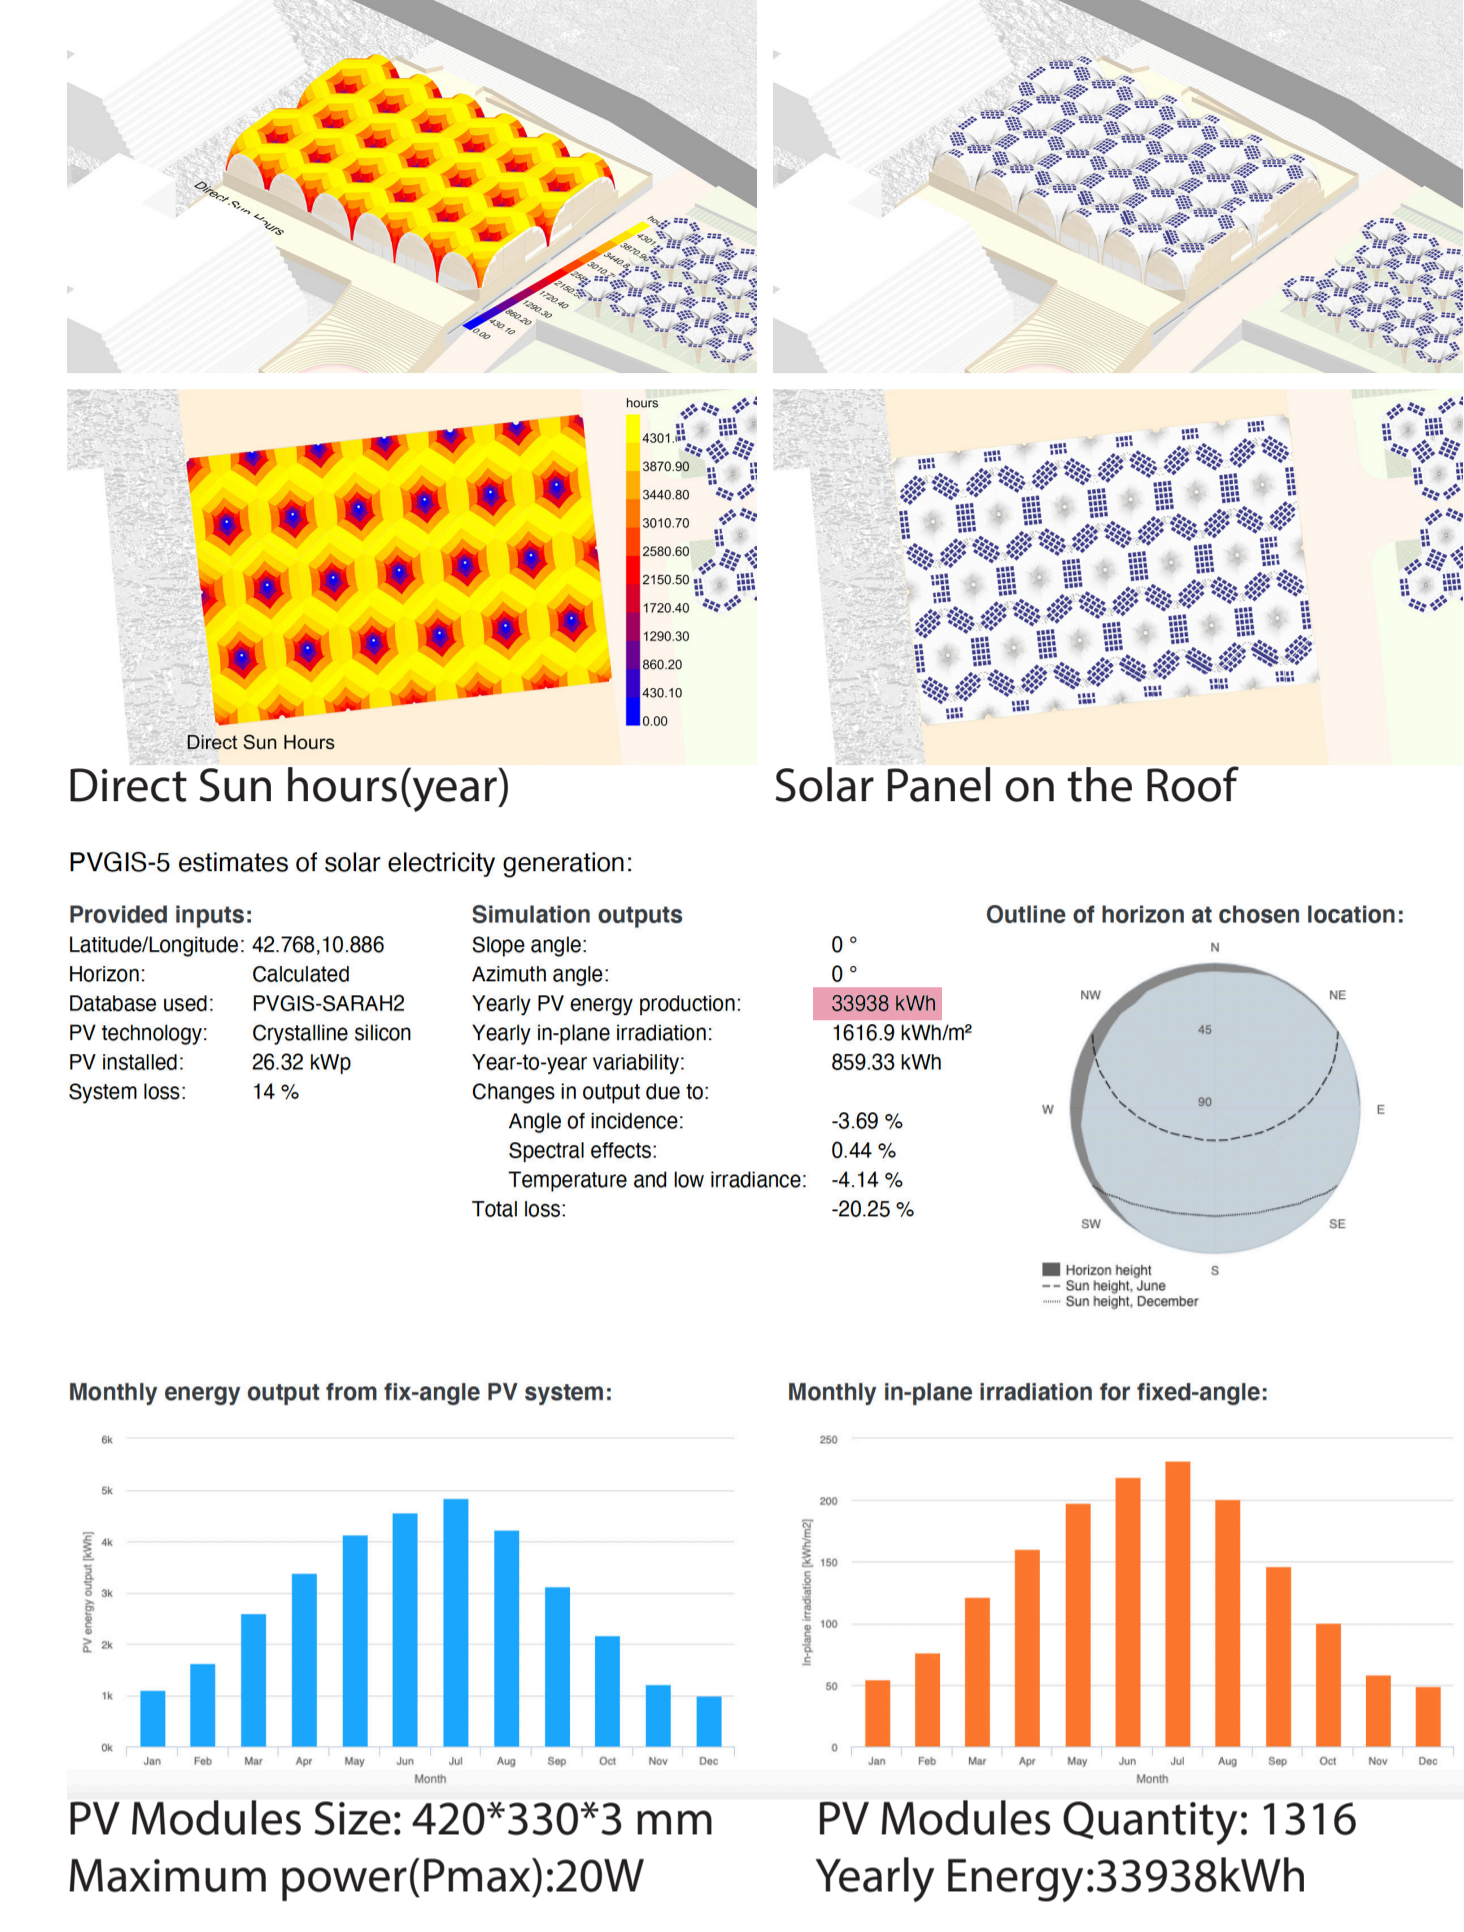 Direct Sun Hours
hou
4301.
3870.90
3440.8
3010.7
258
2150.
1720.40
1290.30
860.20
430.10
0.00
hours
4301.
3870.90
3440.80
3010.70
2580.60
2150.50
1720.40
1290.30
860.20
430.10
0.00
Direct Sun Hours
Direct Sun hours(year)
Solar Panel on the Roof
PVGIS-5 estimates of solar electricity generation:
Provided inputs:
Latitude/Longitude: 42.768,10.886
Horizon: Calculated
Database used: PVGIS-SARAH2
PV technology: Crystalline silicon
PV installed: 26.32 kWp
System loss: 14 %
Simulation outputs
Slope angle: 0 °
Azimuth angle: 0 °
Yearly PV energy production: 33938 kWh
Yearly in-plane irradiation: 1616.9 kWh/m²
Year-to-year variability: 859.33 kWh
Changes in output due to:
Angle of incidence: -3.69 %
Spectral effects: 0.44 %
Temperature and low irradiance: -4.14 %
Total loss: -20.25 %
Outline of horizon at chosen location:
N
NW NE
45
W 90 E
SW SE
S
Horizon height
Sun height, June
Sun height, December
Monthly energy output from fix-angle PV system:
6k
5k
4k
3k
2k
1k
0k
PV energy output [kWh]
Jan Feb Mar Apr May Jun Jul Aug Sep Oct Nov Dec
Month
Monthly in-plane irradiation for fixed-angle:
250
200
150
100
50
0
In-plane irradiation [kWh/m2]
Jan Feb Mar Apr May Jun Jul Aug Sep Oct Nov Dec
Month
PV Modules Size: 420*330*3 mm
Maximum power(Pmax):20W
PV Modules Quantity: 1316
Yearly Energy:33938kWh